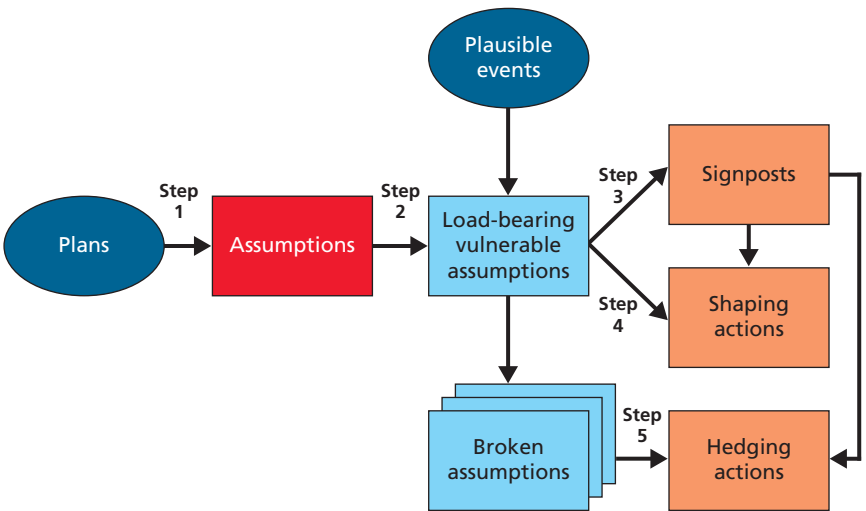 Plausible
events
Step
1
Step
2
Step
3
Signposts
Plans
Assumptions
Load-bearing
vulnerable
assumptions
Step
4
Shaping
actions
Step
5
Broken
assumptions
Hedging
actions